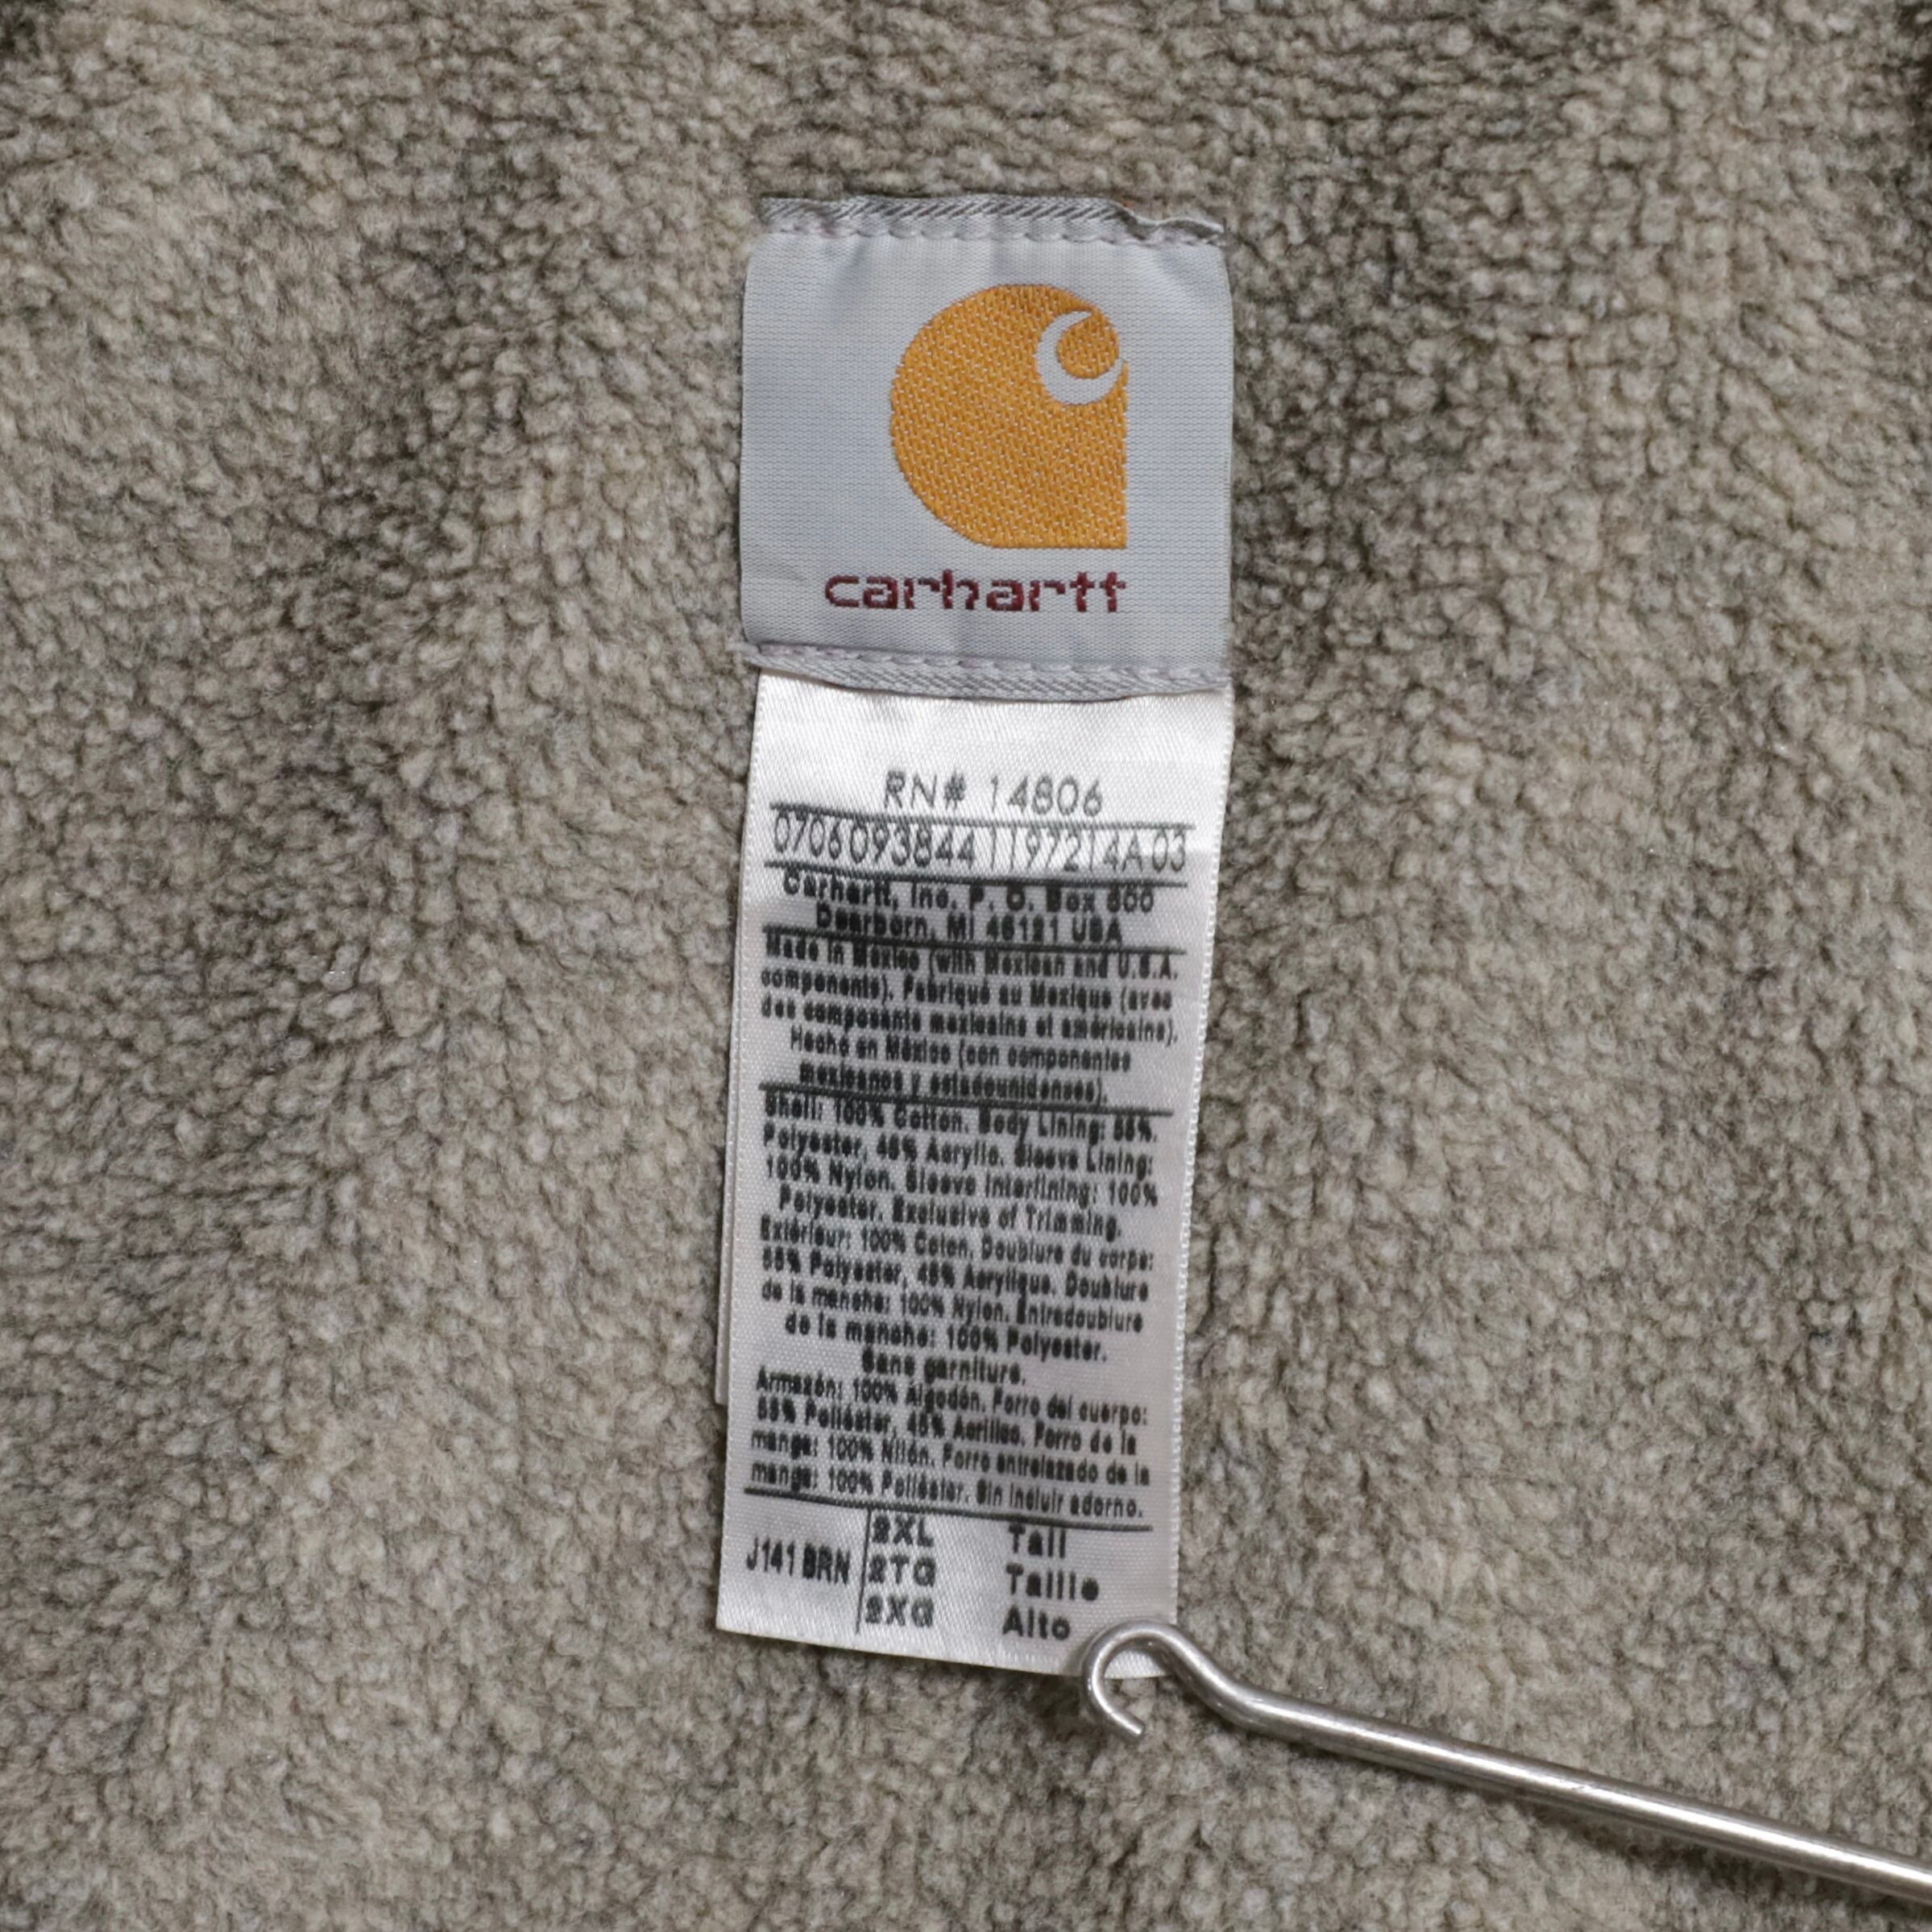 carhartt
RN# 14806
0706093844119721 4A 03
Carhartt, Inc. P. O. Box 600
Dearborn, MI 48121 USA
Made in Mexico (with Mexican and U.S.A.
components). Fabriqué au Mexique (avec
des composants mexicains et américains).
Hecho en México (con componentes
mexicanos y estadounidenses).
Shell: 100% Cotton. Body Lining: 55%
Polyester, 45% Acrylic. Sleeve Lining:
100% Nylon. Sleeve Interlining: 100%
Polyester. Exclusive of Trimming.
Extérieur: 100% Coton. Doublure du corps:
55% Polyester, 45% Acrylique. Doublure
de la manche: 100% Nylon. Entredoublure
de la manche: 100% Polyester.
Sans garniture.
Armazón: 100% Algodón. Forro del cuerpo:
55% Poliéster, 45% Acrílico. Forro de la
manga: 100% Nilón. Forro entrelazado de la
manga: 100% Poliéster. Sin incluir adorno.
J141 BRN
2XL Tall
2TG Taille
2XG Alto